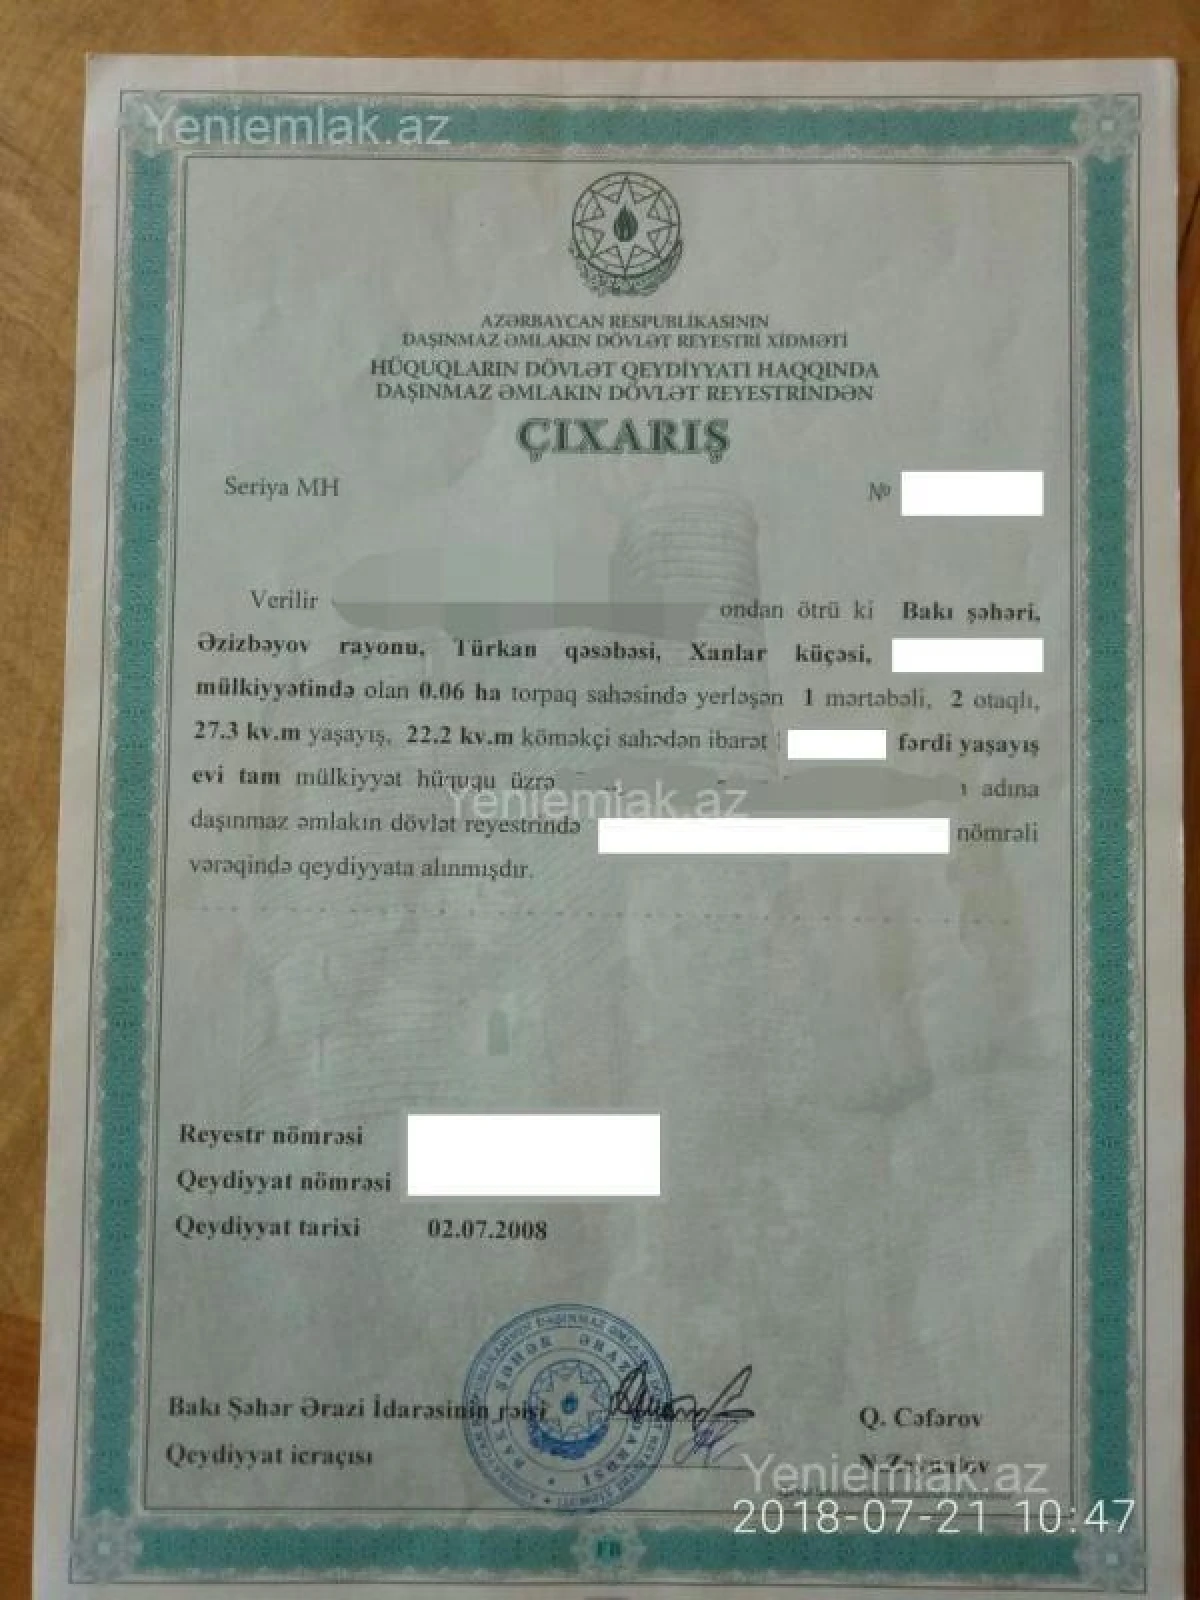 Yeniemlak.az
AZƏRBAYCAN RESPUBLİKASININ
DAŞINMAZ ƏMLAKIN DÖVLƏT REYESTRİ XİDMƏTİ
HÜQUQLARIN DÖVLƏT QEYDİYYATI HAQQINDA
DAŞINMAZ ƏMLAKIN DÖVLƏT REYESTRİNDƏN
ÇIXARIŞ
Seriya MH №
Verilir ondan ötrü ki Bakı şəhəri,
Əzizbəyov rayonu, Türkan qəsəbəsi, Xanlar küçəsi,
mülkiyyətində olan 0.06 ha torpaq sahəsində yerləşən 1 mərtəbəli, 2 otaqlı,
27.3 kv.m yaşayış, 22.2 kv.m köməkçi sahədən ibarət fərdi yaşayış
evi tam mülkiyyət hüququ üzrə adına
Yeniemlak.az
daşınmaz əmlakın dövlət reyestrində nömrəli
vərəqində qeydiyyata alınmışdır.
Reyestr nömrəsi
Qeydiyyat nömrəsi
Qeydiyyat tarixi 02.07.2008
Bakı Şəhər Ərazi İdarəsinin rəisi Q. Cəfərov
Qeydiyyat icraçısı
Yeniemlak.az
2018-07-21 10:47